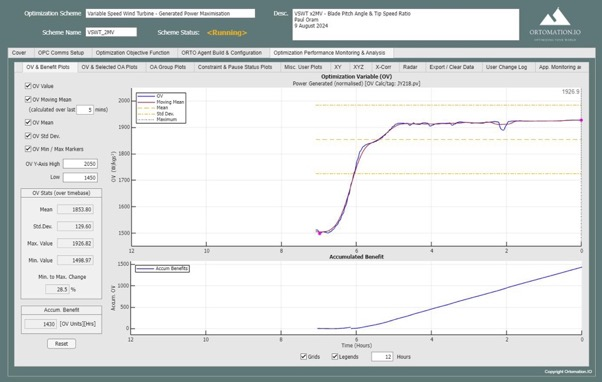 Optimization Scheme Variable Speed Wind Turbine - Generated Power Maximisation
Desc. VSWT x2MV - Blade Pitch Angle & Tip Speed Ratio
Paul Oram
9 August 2024
Scheme Name VSWT_2MV Scheme Status: <Running>
ORTOMATION.IO
Cover OPC Comms Setup Optimization Objective Function ORTO Agent Build & Configuration Optimization Performance Monitoring & Analysis
OV & Benefit Plots OV & Selected OA Plots OA Group Plots Constraint & Pause Status Plots Misc. User Plots XY XYZ X-Corr Radar Export / Clear Data User Change Log App. Monitoring a
OV Value
OV Moving Mean
(calculated over last 5 mins)
OV Mean
OV Std Dev.
OV Min / Max Markers
OV Y-Axis High 2050
Low 1450
OV Stats (over timebase)
Mean 1853.80
Std.Dev. 129.60
Max. Value 1926.82
Min. Value 1498.97
Min. to Max. Change
28.5 %
Accum. Benefit
1430 [OV Units][Hrs]
Reset
Optimization Variable (OV)
Power Generated (normalised) [OV Calc/tag: JY218.pv]
OV
Moving Mean
Mean
Std Dev.
Maximum
1926.9
2000
1900
1800
1700
1600
1500
12 10 8 6 4 2 0
Accumulated Benefit
Accum Benefits
Accum. OV
1500
1000
500
0
12 10 8 6 4 2 0
Time (Hours)
Grids Legends 12 Hours
Copyright Ortomation.IO